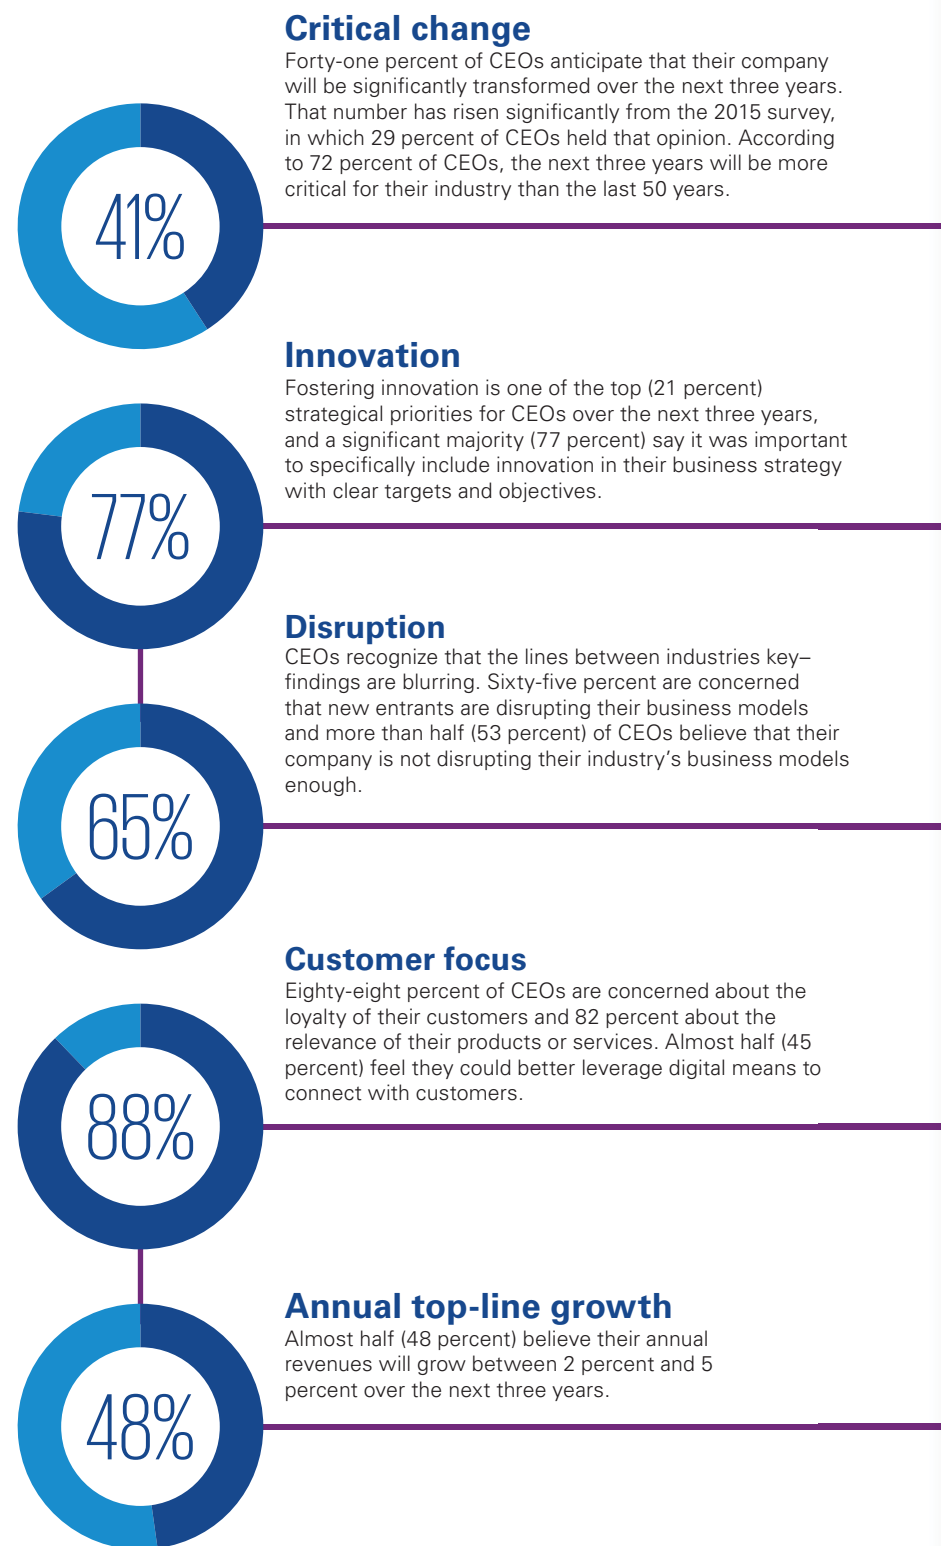 Critical change
Forty-one percent of CEOs anticipate that their company
will be significantly transformed over the next three years.
That number has risen significantly from the 2015 survey,
in which 29 percent of CEOs held that opinion. According
to 72 percent of CEOs, the next three years will be more
critical for their industry than the last 50 years.
41%
Innovation
Fostering innovation is one of the top (21 percent)
strategical priorities for CEOs over the next three years,
and a significant majority (77 percent) say it was important
to specifically include innovation in their business strategy
with clear targets and objectives.
77%
Disruption
CEOs recognize that the lines between industries key–
findings are blurring. Sixty-five percent are concerned
that new entrants are disrupting their business models
and more than half (53 percent) of CEOs believe that their
company is not disrupting their industry's business models
enough.
65%
Customer focus
Eighty-eight percent of CEOs are concerned about the
loyalty of their customers and 82 percent about the
relevance of their products or services. Almost half (45
percent) feel they could better leverage digital means to
connect with customers.
88%
Annual top-line growth
Almost half (48 percent) believe their annual
revenues will grow between 2 percent and 5
percent over the next three years.
48%